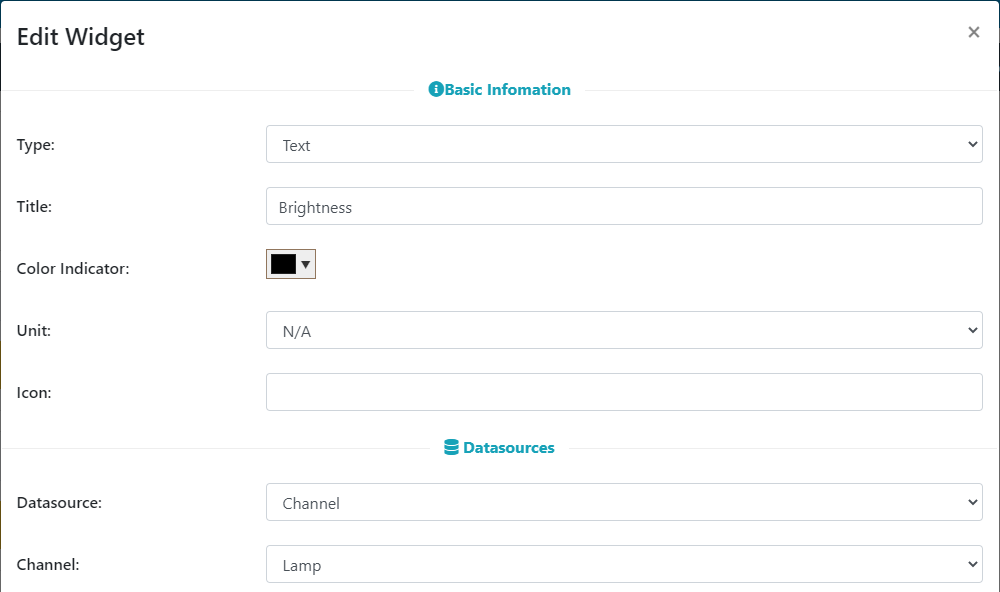 Edit Widget ×
Basic Infomation
Type: Text
Title: Brightness
Color Indicator:
Unit: N/A
Icon:
Datasources
Datasource: Channel
Channel: Lamp